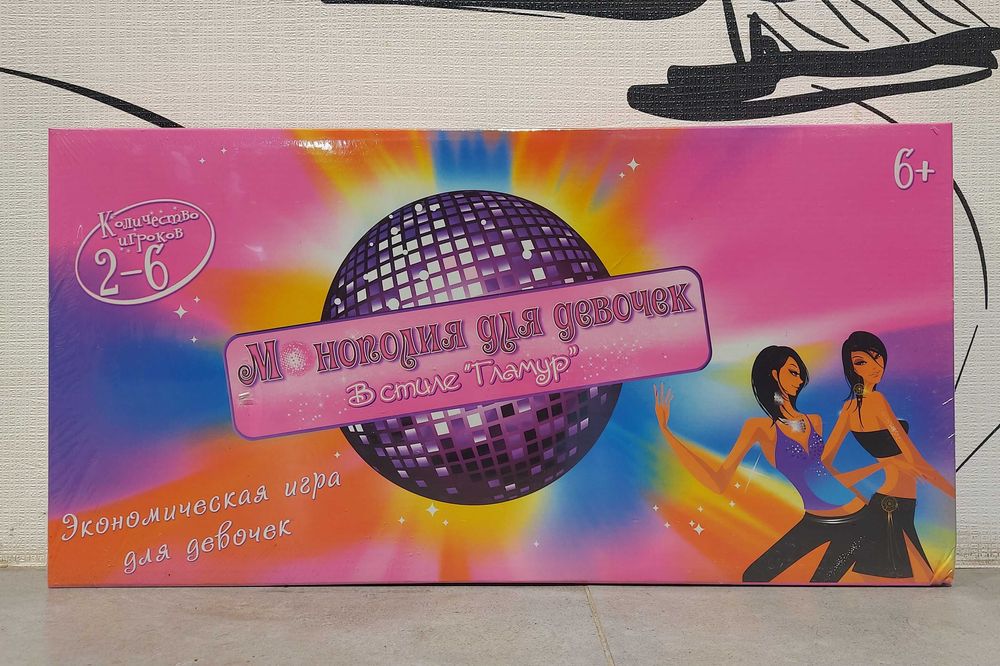 6+
Количество
игроков
2-6
Монополия для девочек
В стиле "Гламур"
Экономическая игра
для девочек